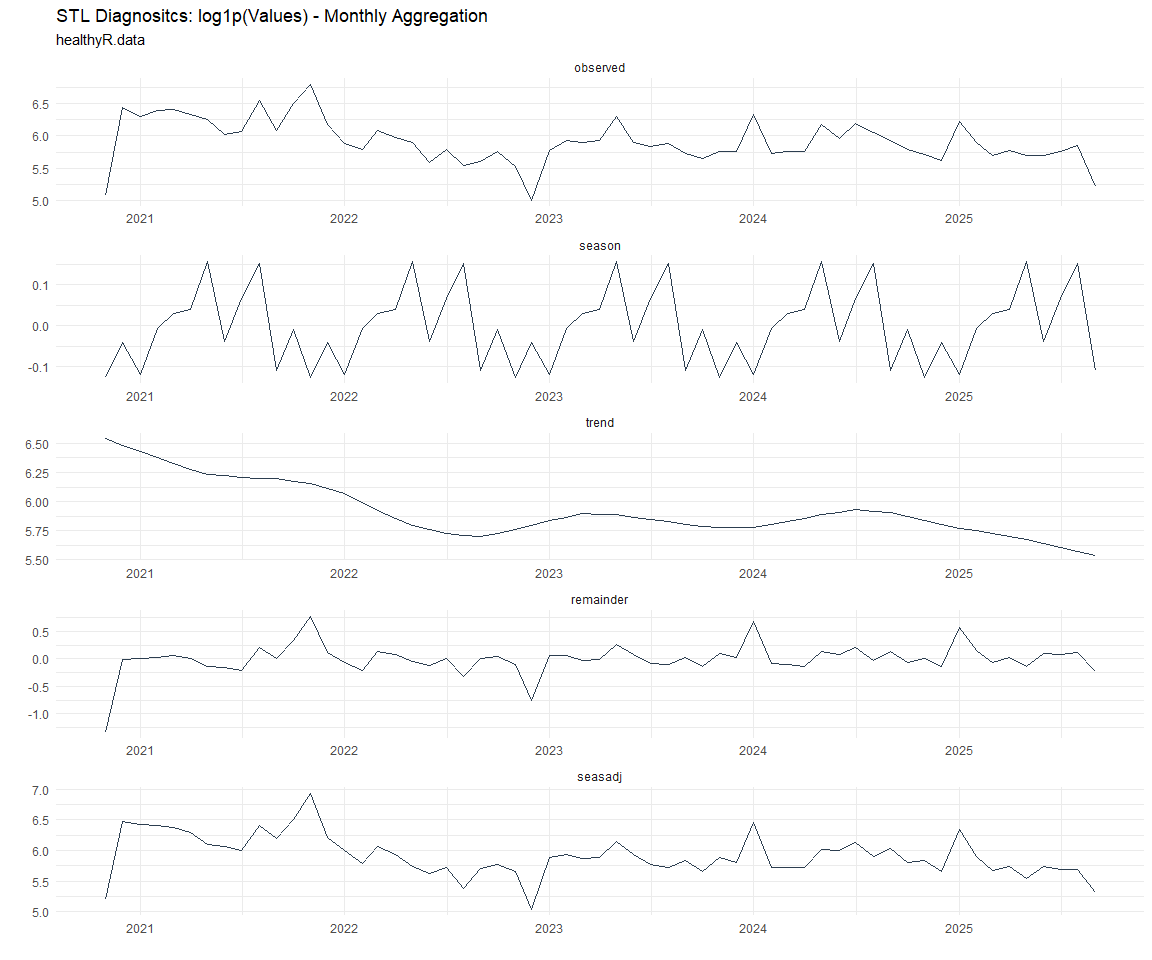 STL Diagnositcs: log1p(Values) - Monthly Aggregation
healthyR.data
observed
6.5
6.0
5.5
5.0
2021 2022 2023 2024 2025
season
0.1
0.0
-0.1
2021 2022 2023 2024 2025
trend
6.50
6.25
6.00
5.75
5.50
2021 2022 2023 2024 2025
remainder
0.5
0.0
-0.5
-1.0
2021 2022 2023 2024 2025
seasadj
7.0
6.5
6.0
5.5
5.0
2021 2022 2023 2024 2025